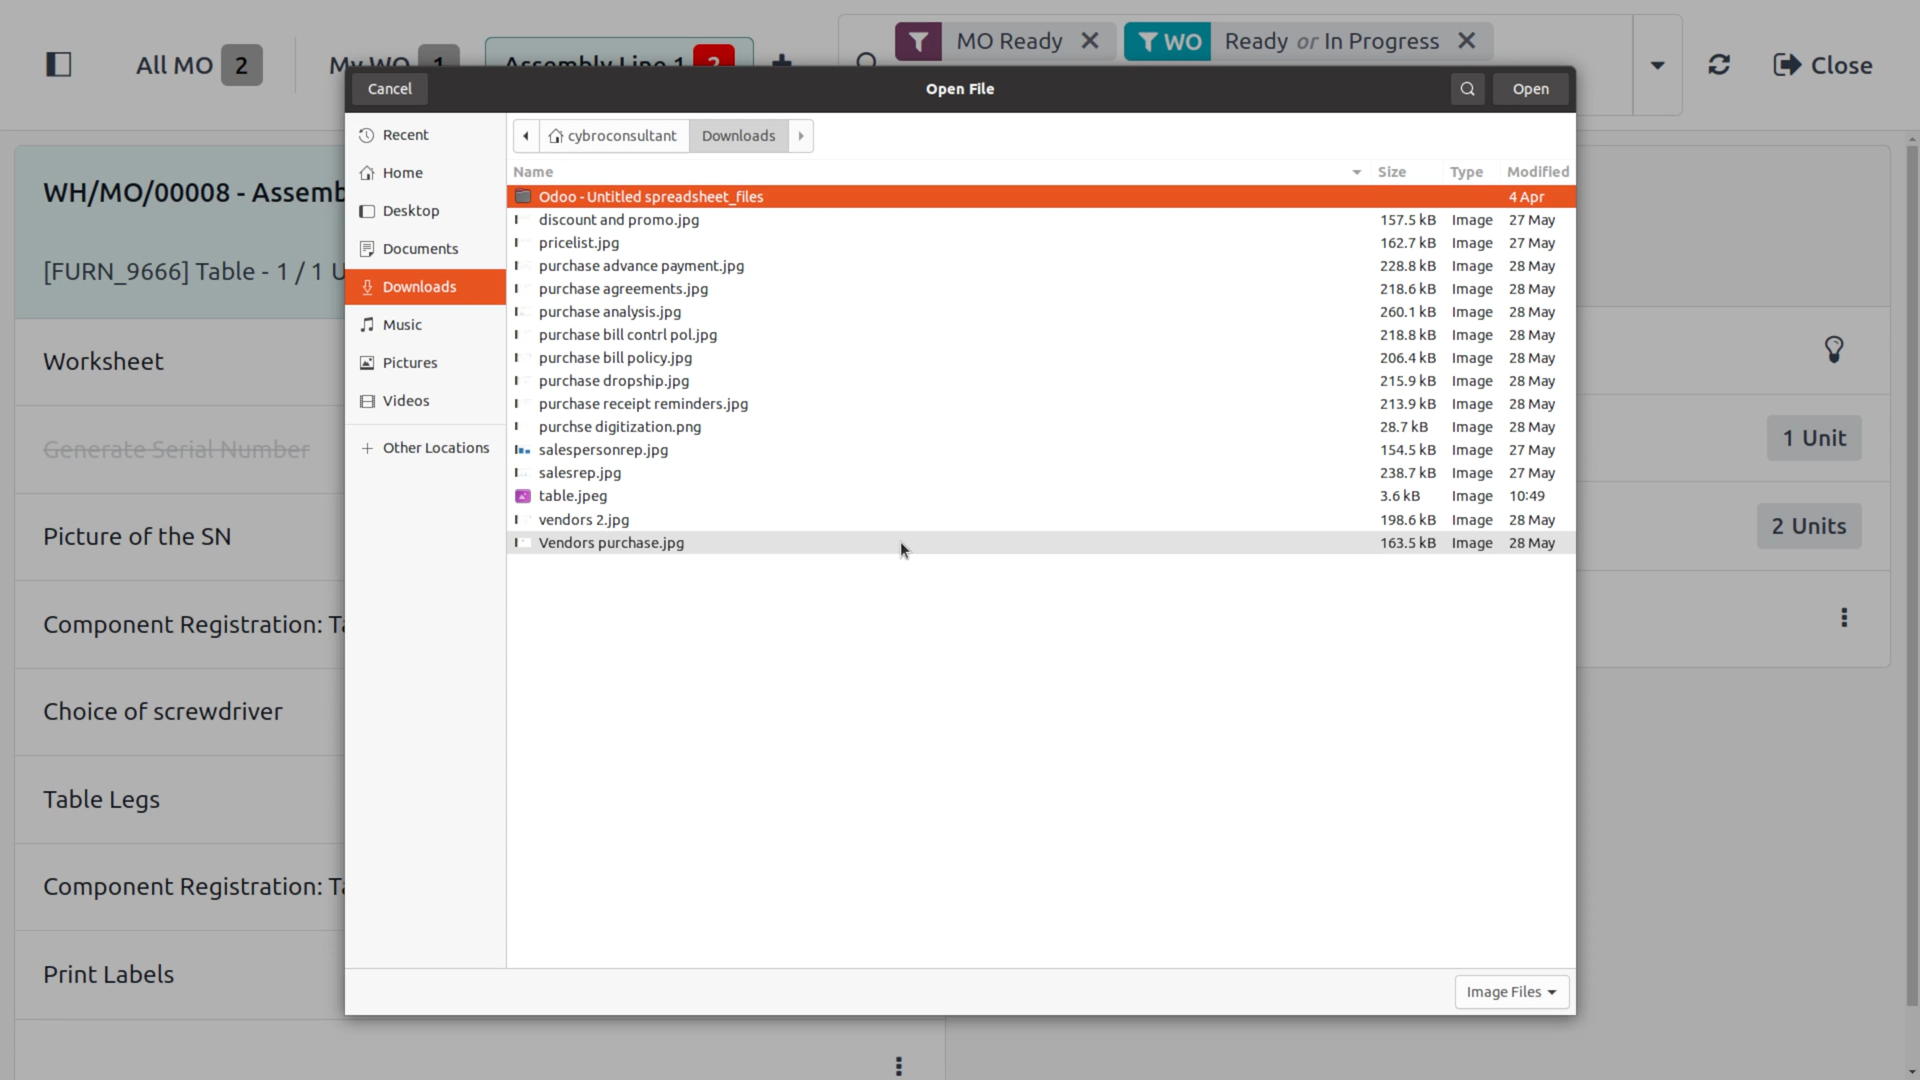 All MO 2
My WO 1
Assembly Line 1 2
MO Ready
WO Ready or In Progress
Close
Cancel
Open File
Open
WH/MO/00008 - Assemb
[FURN_9666] Table - 1 / 1 U
Worksheet
Generate Serial Number
Picture of the SN
Component Registration: Ta
Choice of screwdriver
Table Legs
Component Registration: Ta
Print Labels
Recent
Home
Desktop
Documents
Downloads
Music
Pictures
Videos
Other Locations
cybroconsultant Downloads
Name Size Type Modified
Odoo - Untitled spreadsheet_files 4 Apr
discount and promo.jpg 157.5 kB Image 27 May
pricelist.jpg 162.7 kB Image 27 May
purchase advance payment.jpg 228.8 kB Image 28 May
purchase agreements.jpg 218.6 kB Image 28 May
purchase analysis.jpg 260.1 kB Image 28 May
purchase bill contrl pol.jpg 218.8 kB Image 28 May
purchase bill policy.jpg 206.4 kB Image 28 May
purchase dropship.jpg 215.9 kB Image 28 May
purchase receipt reminders.jpg 213.9 kB Image 28 May
purchse digitization.png 28.7 kB Image 28 May
salespersonrep.jpg 154.5 kB Image 27 May
salesrep.jpg 238.7 kB Image 27 May
table.jpeg 3.6 kB Image 10:49
vendors 2.jpg 198.6 kB Image 28 May
Vendors purchase.jpg 163.5 kB Image 28 May
Image Files
1 Unit
2 Units